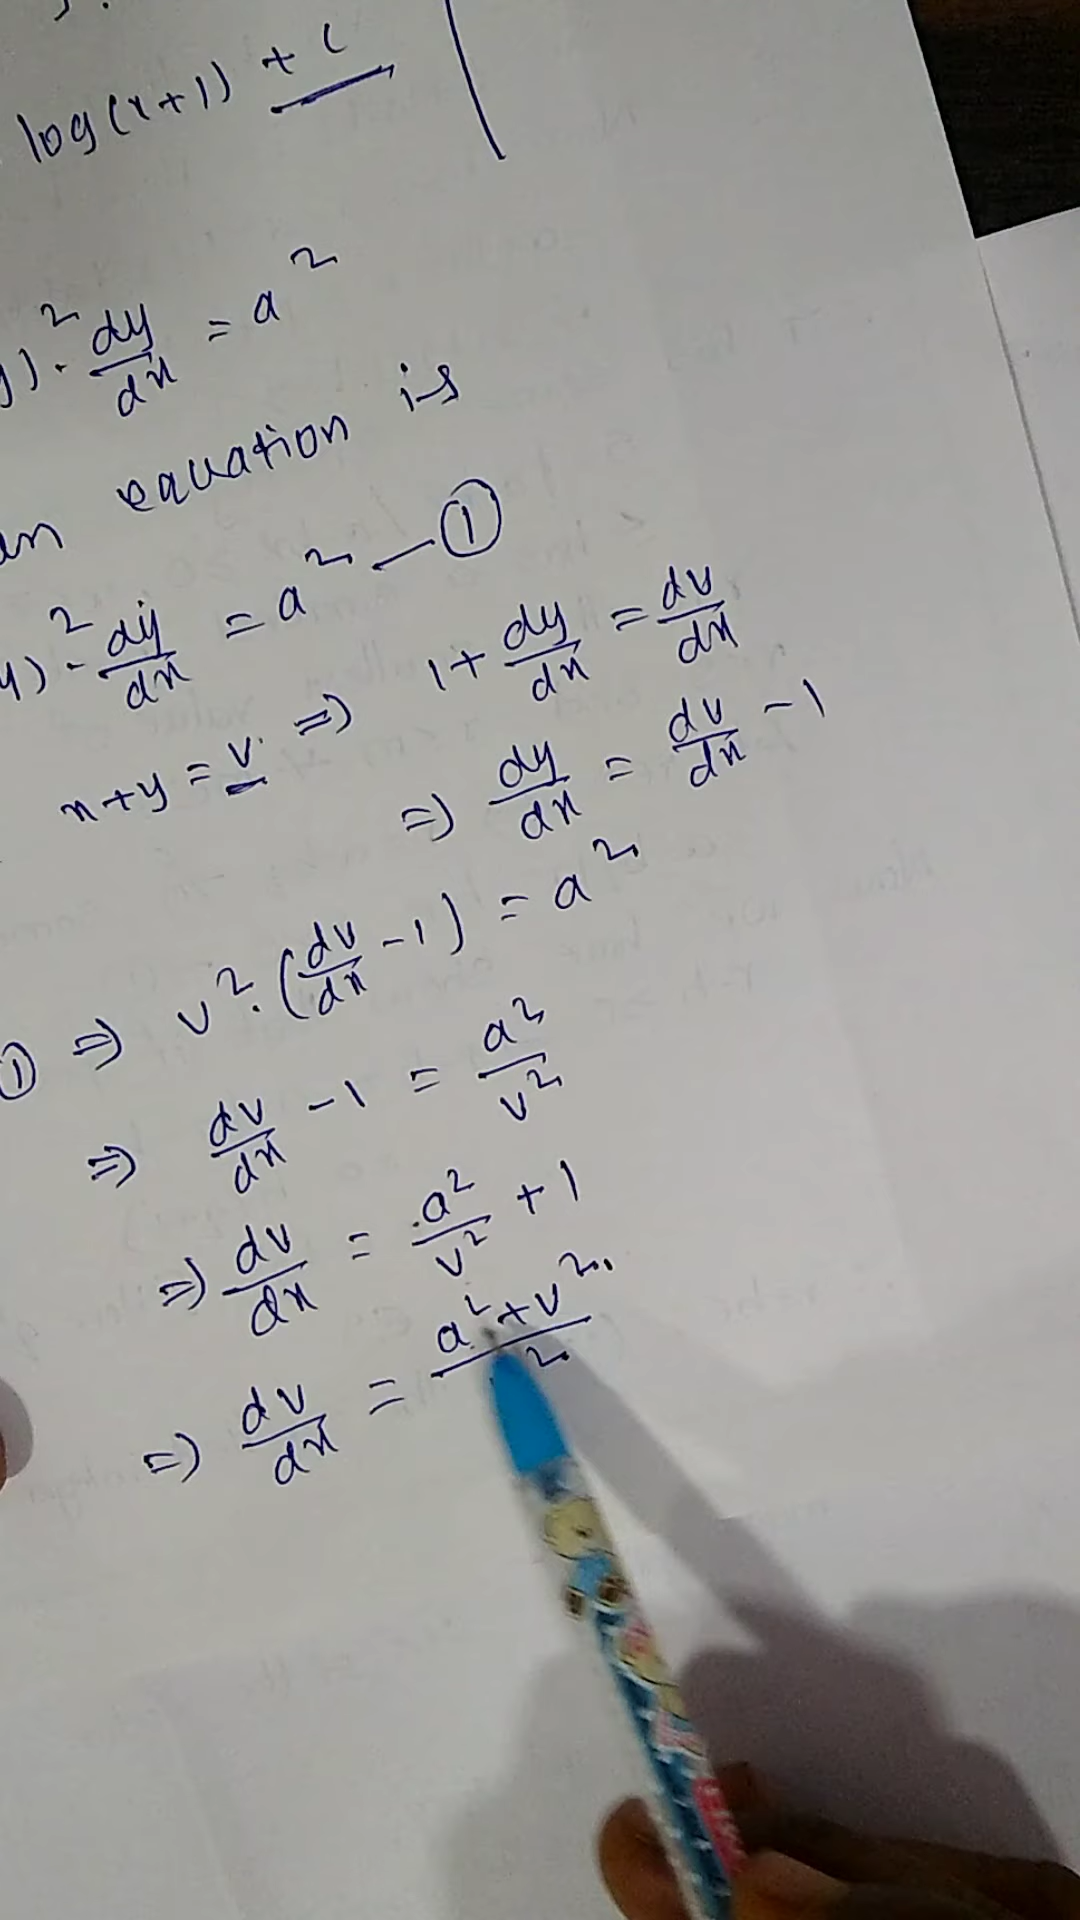 log(x+1) + c
y)² · dy/dx = a²
equation is
y)² · dy/dx = a² — ①
x+y = v ⇒ 1 + dy/dx = dv/dx
⇒ dy/dx = dv/dx - 1
① ⇒ v² · (dv/dx - 1) = a²
⇒ dv/dx - 1 = a²/v²
⇒ dv/dx = a²/v² + 1
⇒ dv/dx = a²+v²/ ²